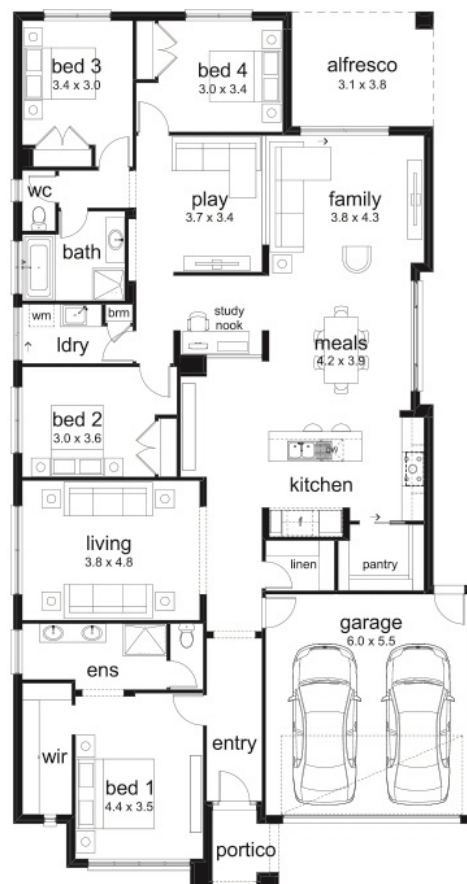 bed 3
3.4 x 3.0
bed 4
3.0 x 3.4
alfresco
3.1 x 3.8
wc
play
3.7 x 3.4
family
3.8 x 4.3
bath
wm
brm
ldry
study
nook
meals
4.2 x 3.9
bed 2
3.0 x 3.6
dw
kitchen
living
3.8 x 4.8
f
linen
pantry
garage
6.0 x 5.5
ens
wir
bed 1
4.4 x 3.5
entry
portico